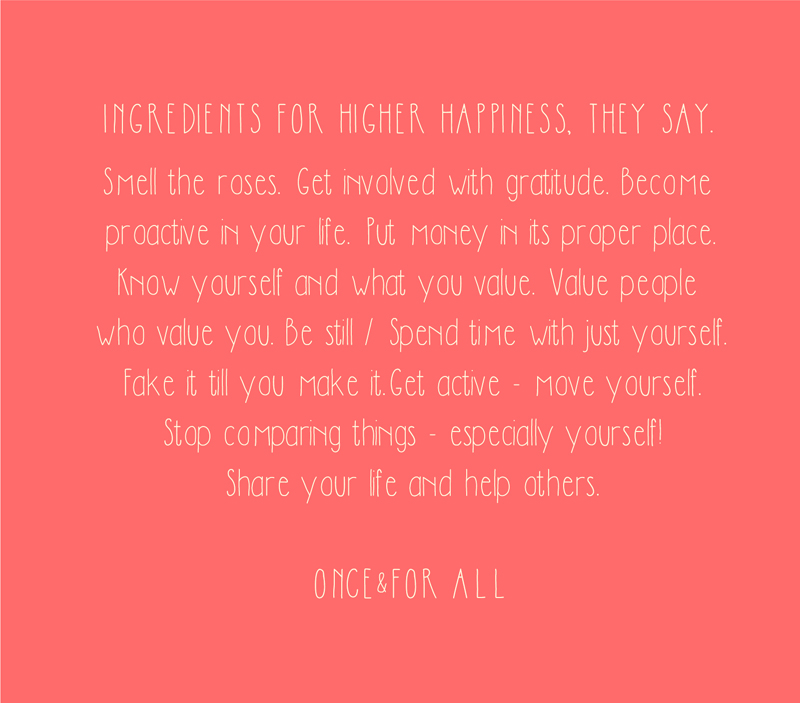 INGREDIENTS FOR HIGHER HAPPINESS, THEY SAY.
Smell the roses. Get involved with gratitude. Become
proactive in your life. Put money in its proper place.
Know yourself and what you value. Value people
who value you. Be still / Spend time with just yourself.
Fake it till you make it.Get active - move yourself.
Stop comparing things - especially yourself!
Share your life and help others.
ONCE&FOR ALL